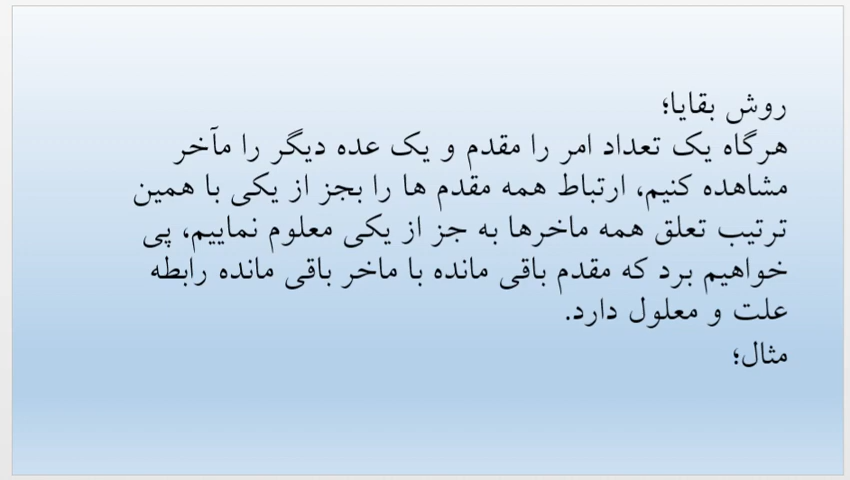 روش بقایا؛
هرگاه یک تعداد امر را مقدم و یک عده دیگر را مآخر
مشاهده کنیم، ارتباط همه مقدم ها را بجز از یکی با همین
ترتیب تعلق همه ماخرها به جز از یکی معلوم نماییم، پی
خواهیم برد که مقدم باقی مانده با ماخر باقی مانده رابطه
علت و معلول دارد.
مثال؛